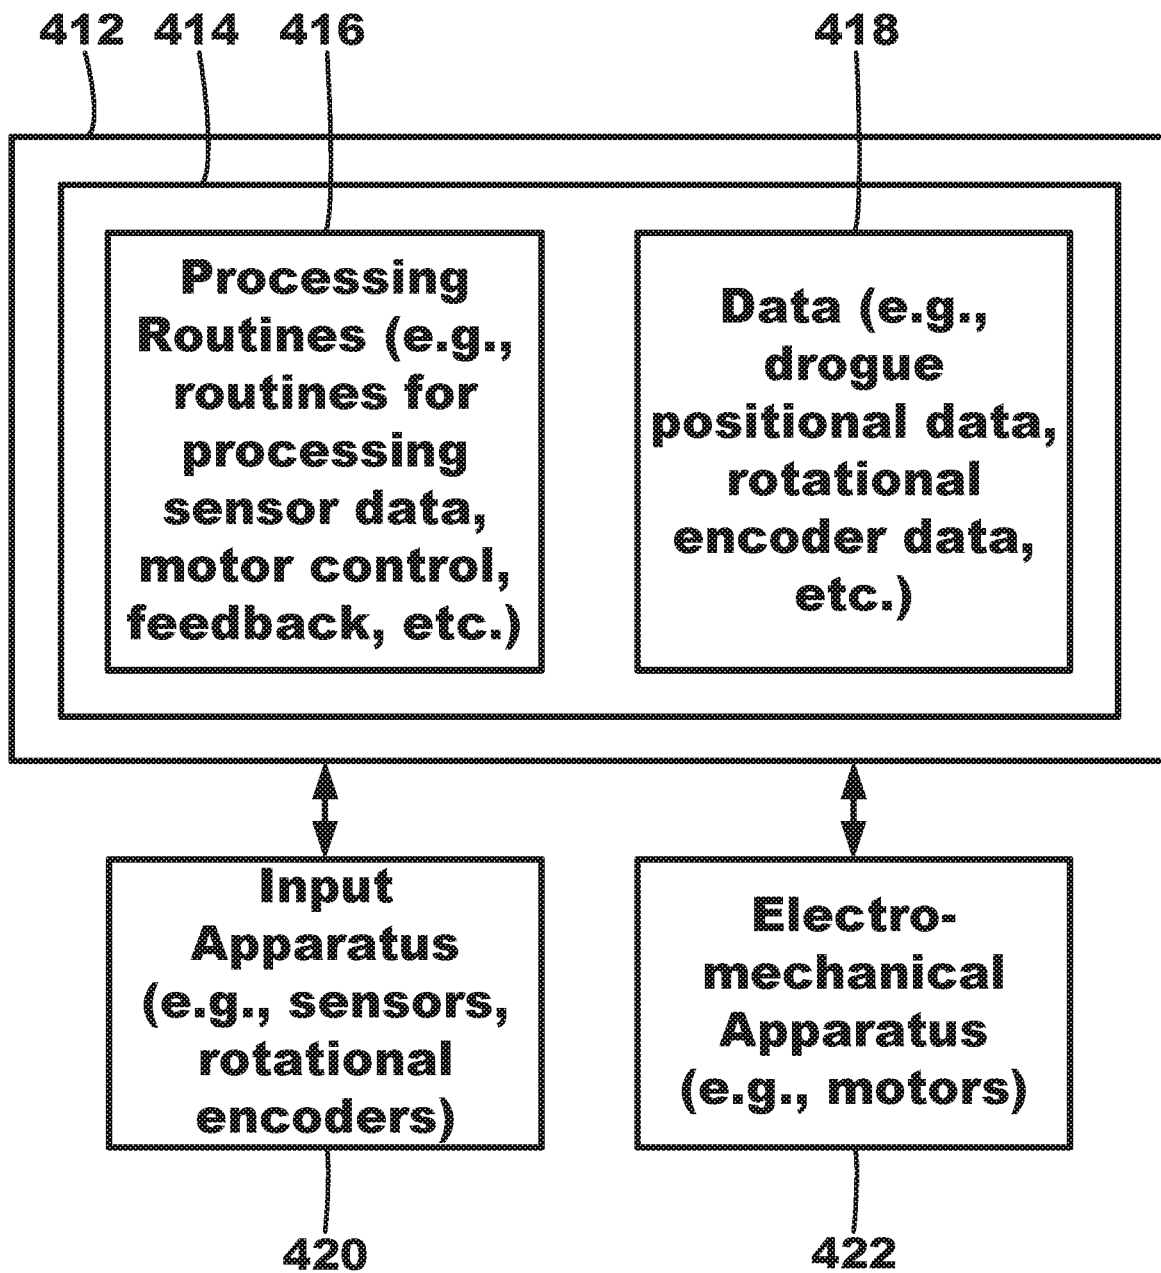 412 414 416 418
Processing
Routines (e.g.,
routines for
processing
sensor data,
motor control,
feedback, etc.)
Data (e.g.,
drogue
positional data,
rotational
encoder data,
etc.)
Input
Apparatus
(e.g., sensors,
rotational
encoders)
Electro-
mechanical
Apparatus
(e.g., motors)
420 422